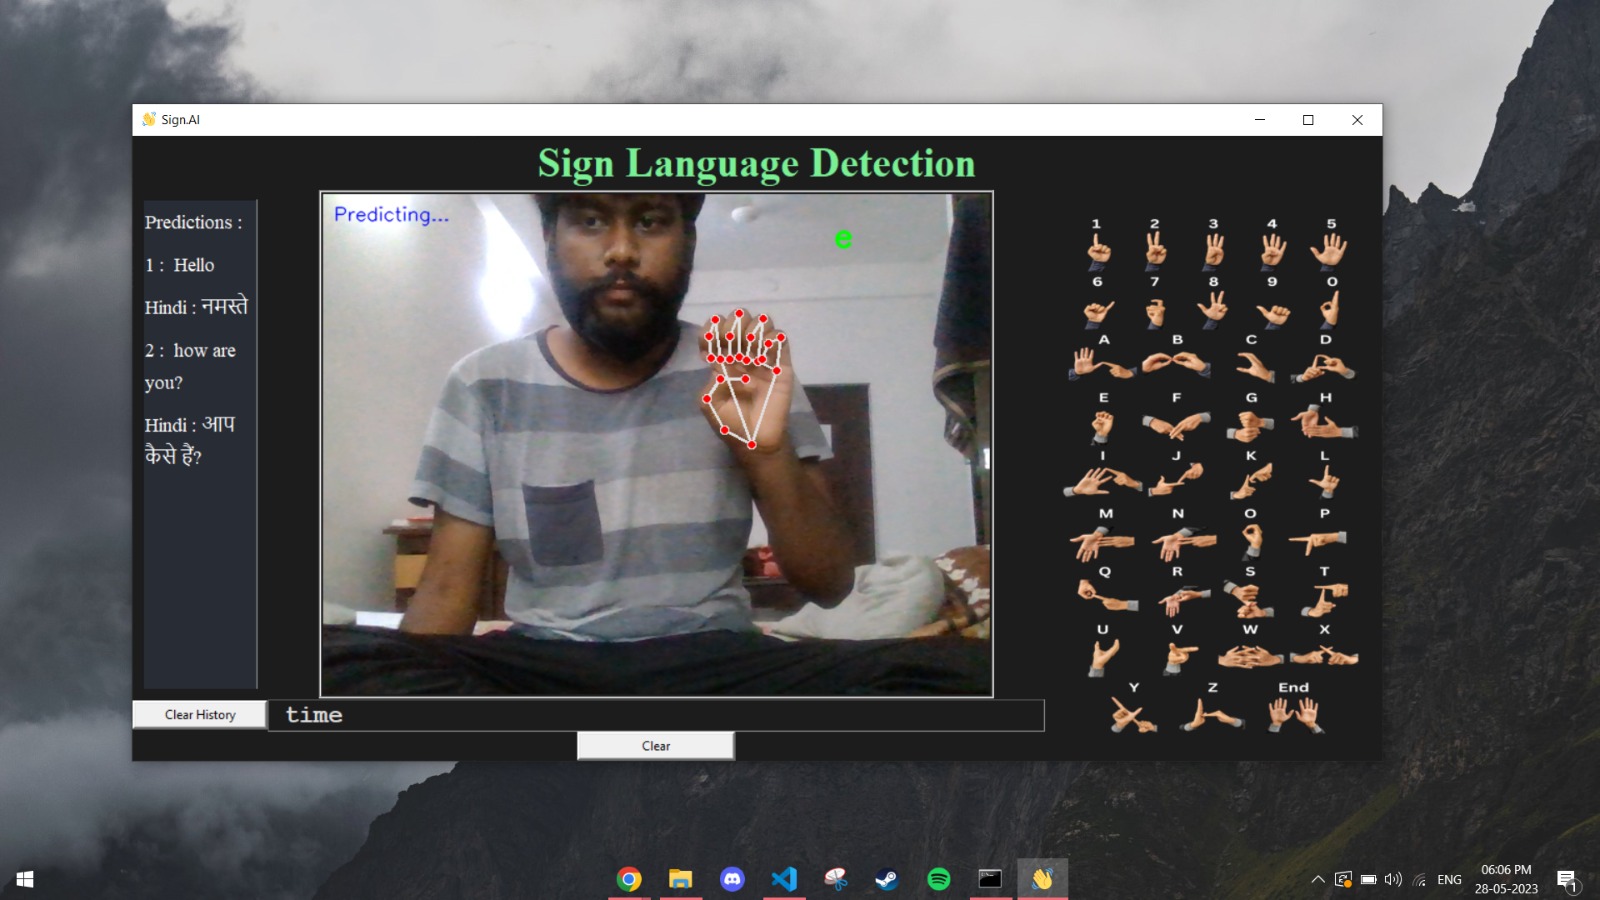 Sign.AI
Sign Language Detection
Predictions :
1 : Hello
Hindi : नमस्ते
2 : how are
you?
Hindi : आप
कैसे हैं?
Predicting...
e
1 2 3 4 5
6 7 8 9 0
A B C D
E F G H
I J K L
M N O P
Q R S T
U V W X
Y Z End
Clear History
time
Clear
ENG
06:06 PM
28-05-2023
1